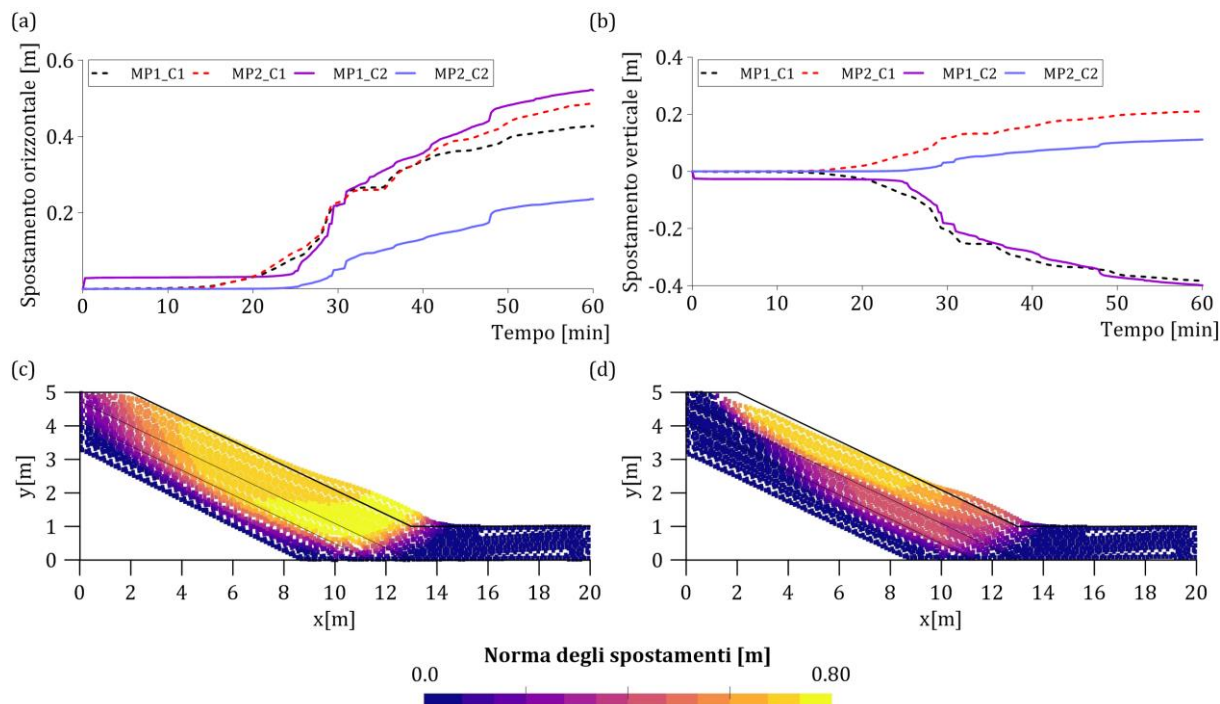 (a)
Spostamento orizzontale [m]
0.6
0.4
0.2
MP1_C1 MP2_C1 MP1_C2 MP2_C2
0 10 20 30 40 50 60
Tempo [min]
(b)
Spostamento verticale [m]
0.4
0.2
0
-0.2
-0.4
MP1_C1 MP2_C1 MP1_C2 MP2_C2
0 10 20 30 40 50 60
Tempo [min]
(c)
y[m]
5
4
3
2
1
0
0 2 4 6 8 10 12 14 16 18 20
x[m]
(d)
y[m]
5
4
3
2
1
0
0 2 4 6 8 10 12 14 16 18 20
x[m]
Norma degli spostamenti [m]
0.0 0.80